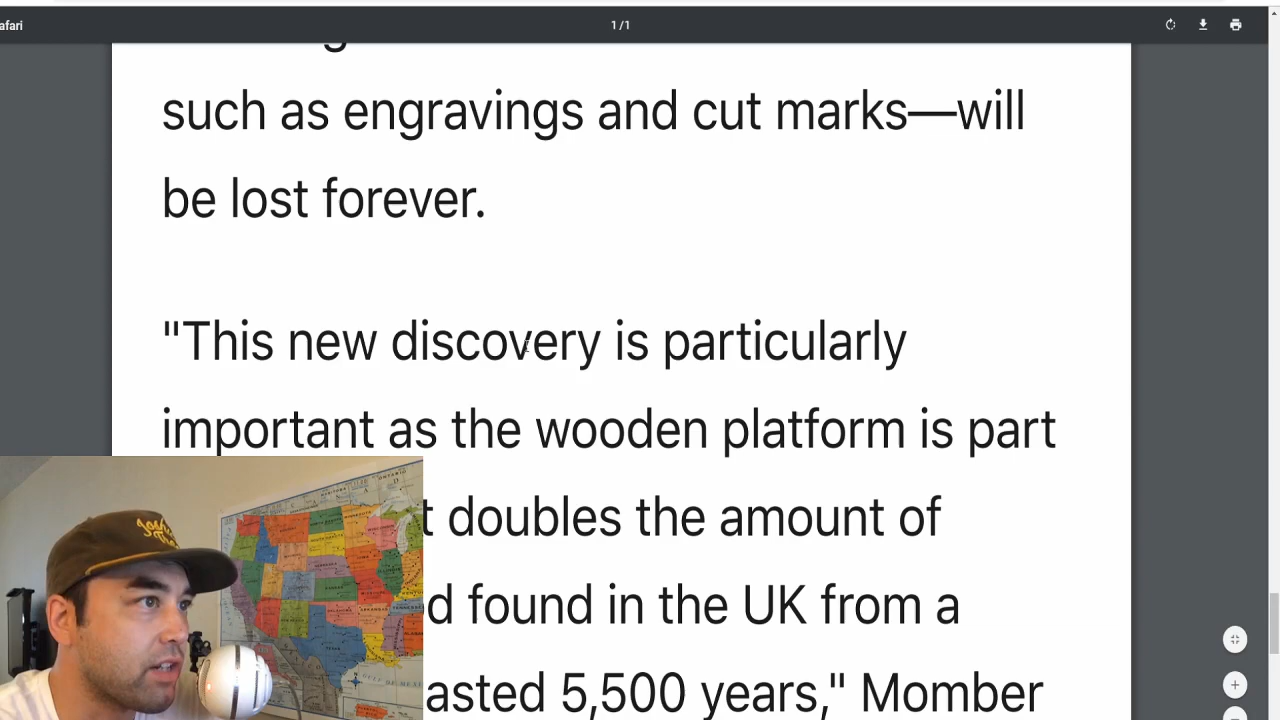 afari
1 / 1
such as engravings and cut marks—will
be lost forever.
"This new discovery is particularly
important as the wooden platform is part
t doubles the amount of
d found in the UK from a
asted 5,500 years," Momber
ONTARIO
TEXAS